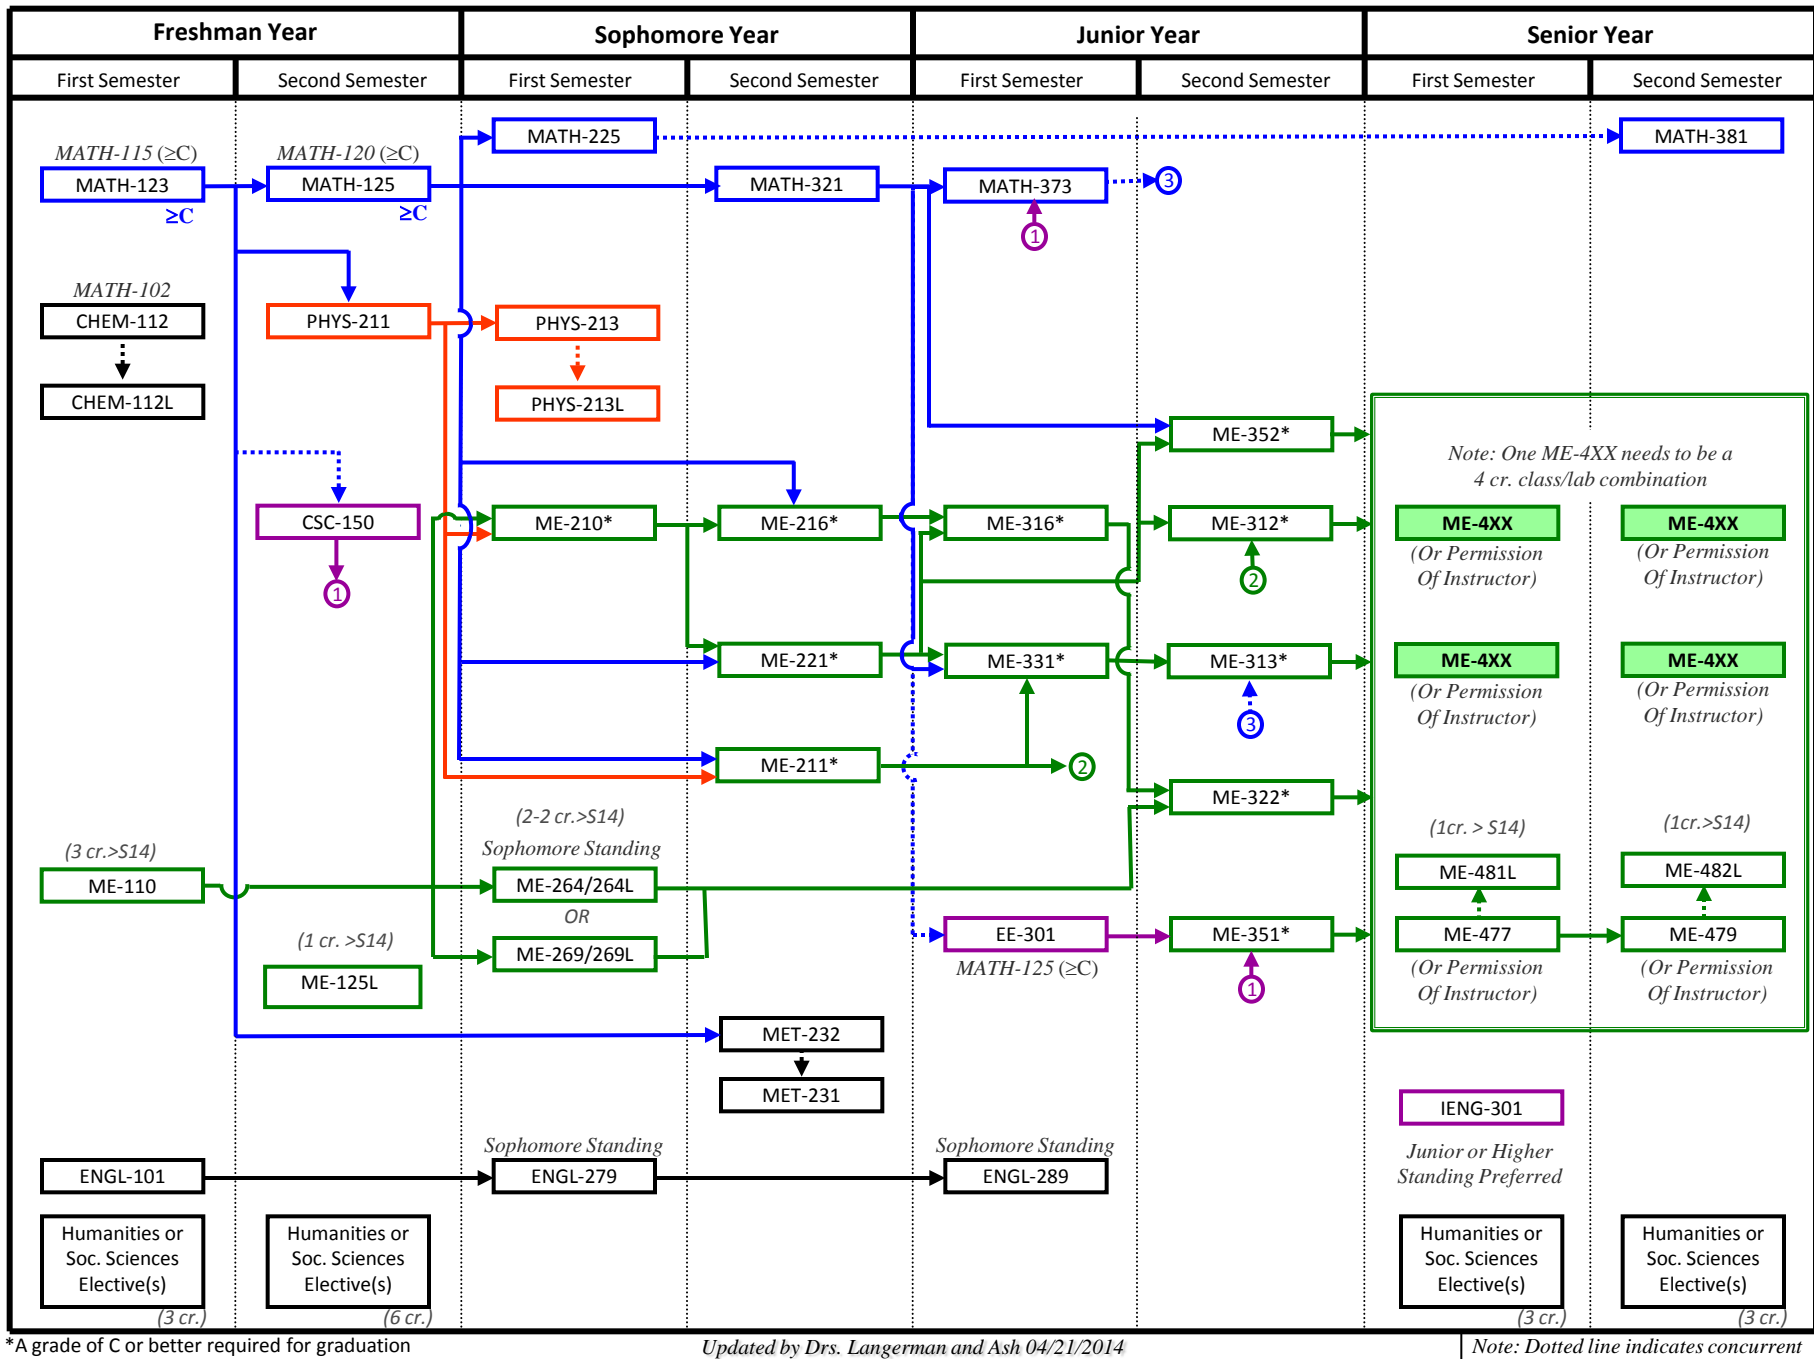 Freshman Year
Sophomore Year
Junior Year
Senior Year
First Semester
Second Semester
First Semester
Second Semester
First Semester
Second Semester
First Semester
Second Semester
MATH-225
MATH-381
MATH-115 (≥C)
MATH-120 (≥C)
MATH-123
MATH-125
MATH-321
MATH-373
3
≥C
≥C
1
MATH-102
CHEM-112
PHYS-211
PHYS-213
CHEM-112L
PHYS-213L
ME-352*
Note: One ME-4XX needs to be a
4 cr. class/lab combination
CSC-150
ME-210*
ME-216*
ME-316*
ME-312*
ME-4XX
ME-4XX
(Or Permission
Of Instructor)
(Or Permission
Of Instructor)
1
2
ME-221*
ME-331*
ME-313*
ME-4XX
ME-4XX
(Or Permission
Of Instructor)
(Or Permission
Of Instructor)
3
ME-211*
2
ME-322*
(2-2 cr.>S14)
Sophomore Standing
(1cr. > S14)
(1cr.>S14)
(3 cr.>S14)
ME-110
ME-264/264L
ME-481L
ME-482L
OR
(1 cr. >S14)
ME-269/269L
EE-301
ME-351*
ME-477
ME-479
MATH-125 (≥C)
(Or Permission
Of Instructor)
(Or Permission
Of Instructor)
ME-125L
1
MET-232
MET-231
IENG-301
Junior or Higher
Standing Preferred
Sophomore Standing
Sophomore Standing
ENGL-101
ENGL-279
ENGL-289
Humanities or
Soc. Sciences
Elective(s)
(3 cr.)
Humanities or
Soc. Sciences
Elective(s)
(6 cr.)
Humanities or
Soc. Sciences
Elective(s)
(3 cr.)
Humanities or
Soc. Sciences
Elective(s)
(3 cr.)
*A grade of C or better required for graduation
Updated by Drs. Langerman and Ash 04/21/2014
Note: Dotted line indicates concurrent